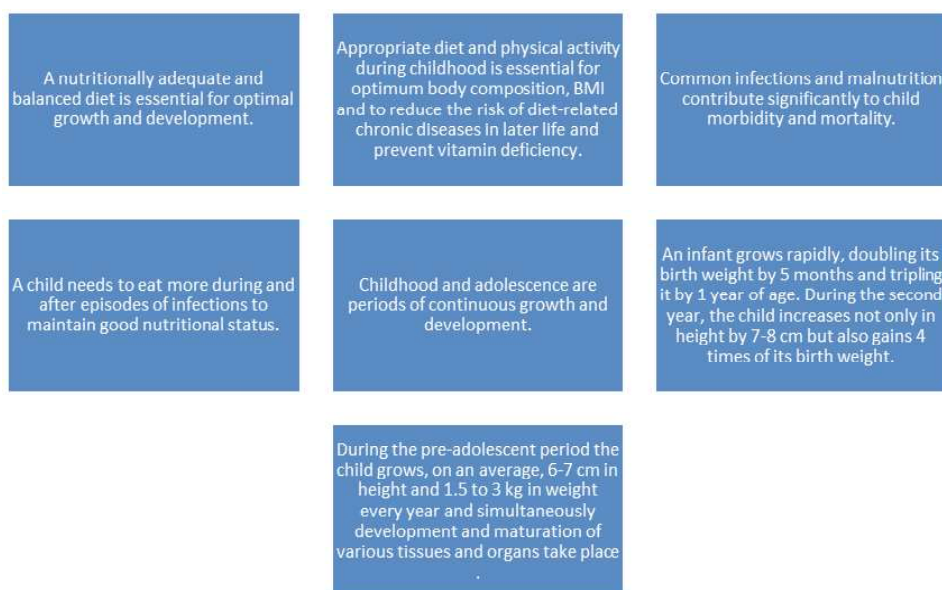 A nutritionally adequate and
balanced diet is essential for optimal
growth and development.
Appropriate diet and physical activity
during childhood is essential for
optimum body composition, BMI
and to reduce the risk of diet-related
chronic diseases in later life and
prevent vitamin deficiency.
Common infections and malnutrition
contribute significantly to child
morbidity and mortality.
A child needs to eat more during and
after episodes of infections to
maintain good nutritional status.
Childhood and adolescence are
periods of continuous growth and
development.
An infant grows rapidly, doubling its
birth weight by 5 months and tripling
it by 1 year of age. During the second
year, the child increases not only in
height by 7-8 cm but also gains 4
times of its birth weight.
During the pre-adolescent period the
child grows, on an average, 6-7 cm in
height and 1.5 to 3 kg in weight
every year and simultaneously
development and maturation of
various tissues and organs take place
.